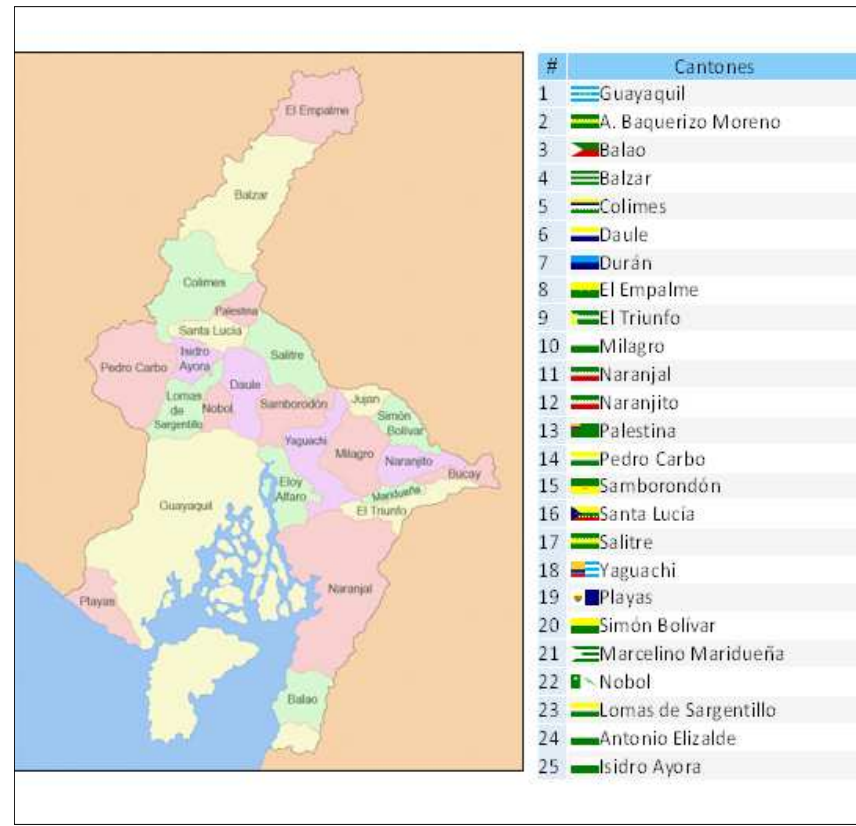 El Empalme
Balzar
Colimes
Palestina
Santa Lucia
Isidro
Ayora
Salitre
Pedro Carbo
Daule
Lomas
de
Sargentillo
Nobol
Samborodón
Jujan
Simón
Bolívar
Yaguachi
Milagro
Naranjito
Bucay
Eloy
Alfaro
Maridueña
El Triunfo
Guayaquil
Naranjal
Playas
Balao
# Cantones
1 Guayaquil
2 A. Baquerizo Moreno
3 Balao
4 Balzar
5 Colimes
6 Daule
7 Durán
8 El Empalme
9 El Triunfo
10 Milagro
11 Naranjal
12 Naranjito
13 Palestina
14 Pedro Carbo
15 Samborondón
16 Santa Lucía
17 Salitre
18 Yaguachi
19 Playas
20 Simón Bolívar
21 Marcelino Maridueña
22 Nobol
23 Lomas de Sargentillo
24 Antonio Elizalde
25 Isidro Ayora